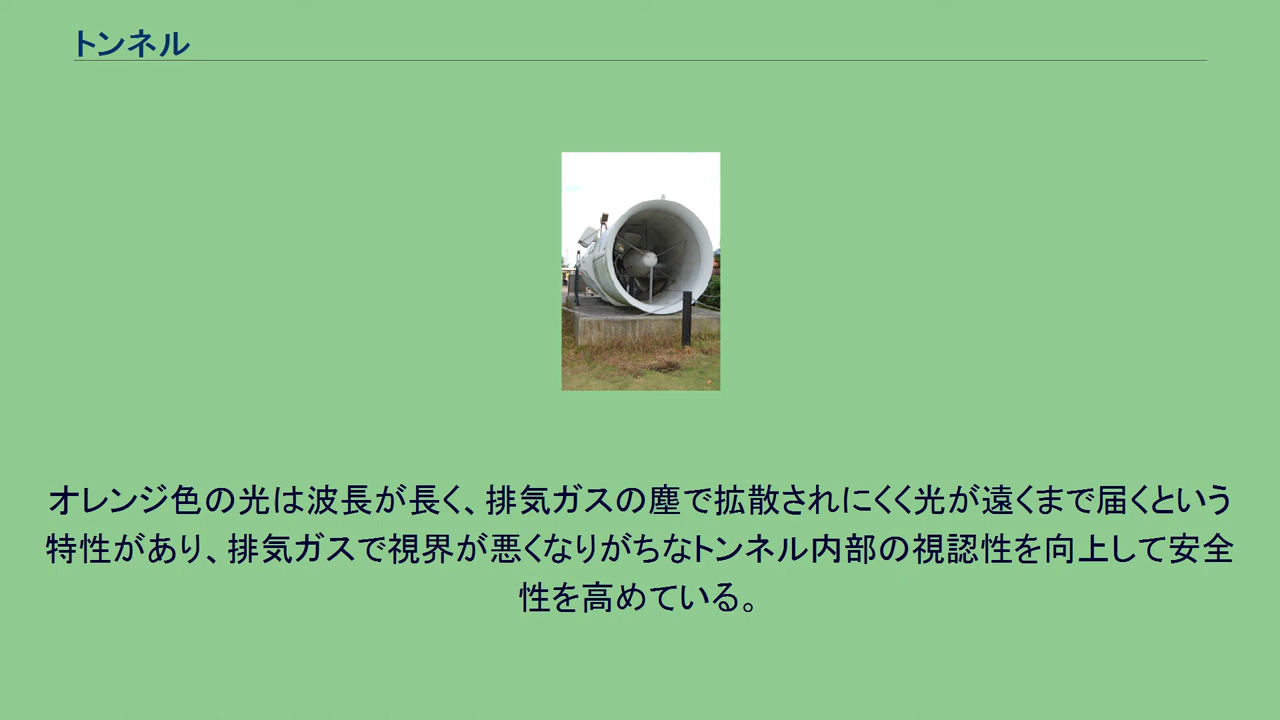 トンネル
オレンジ色の光は波長が長く、排気ガスの塵で拡散されにくく光が遠くまで届くという
特性があり、排気ガスで視界が悪くなりがちなトンネル内部の視認性を向上して安全
性を高めている。